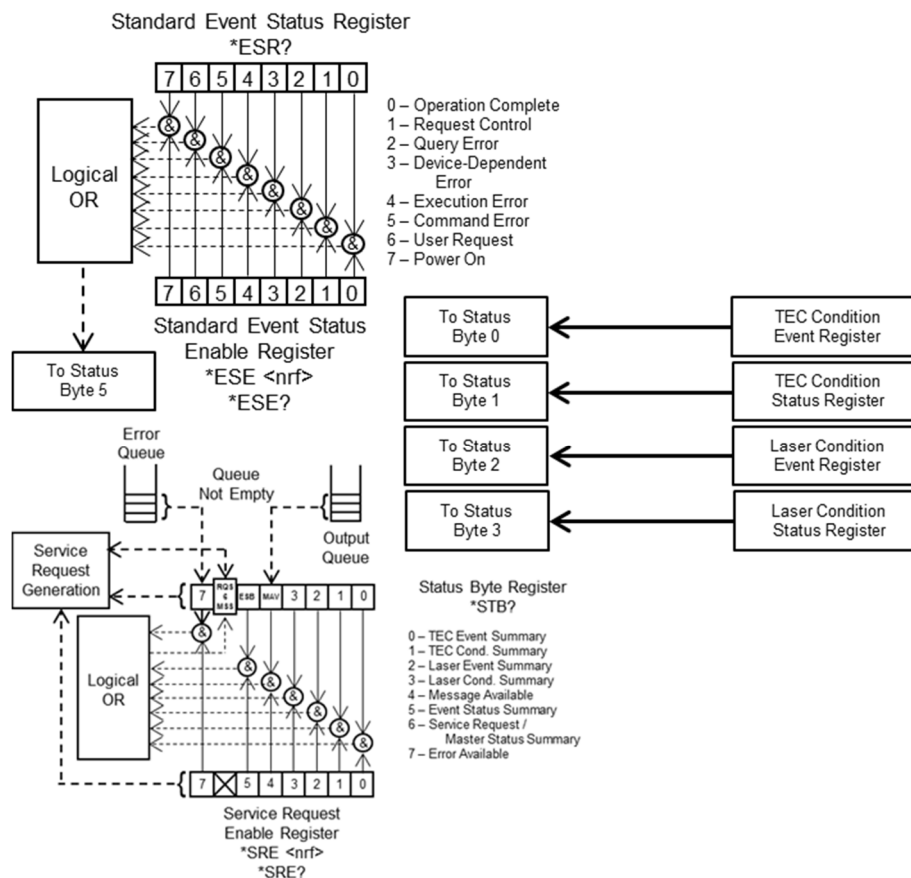 Standard Event Status Register
*ESR?
7 6 5 4 3 2 1 0
& & & & & & & &
Logical
OR
0 – Operation Complete
1 – Request Control
2 – Query Error
3 – Device-Dependent
Error
4 – Execution Error
5 – Command Error
6 – User Request
7 – Power On
7 6 5 4 3 2 1 0
Standard Event Status
Enable Register
*ESE <nrf>
*ESE?
To Status
Byte 5
To Status
Byte 0
TEC Condition
Event Register
To Status
Byte 1
TEC Condition
Status Register
To Status
Byte 2
Laser Condition
Event Register
To Status
Byte 3
Laser Condition
Status Register
Error
Queue
Queue
Not Empty
Output
Queue
Service
Request
Generation
7 RQS 6 MSS ESB MAV 3 2 1 0
& & & & & & &
Logical
OR
7 5 4 3 2 1 0
Service Request
Enable Register
*SRE <nrf>
*SRE?
Status Byte Register
*STB?
0 – TEC Event Summary
1 – TEC Cond. Summary
2 – Laser Event Summary
3 – Laser Cond. Summary
4 – Message Available
5 – Event Status Summary
6 – Service Request /
Master Status Summary
7 – Error Available